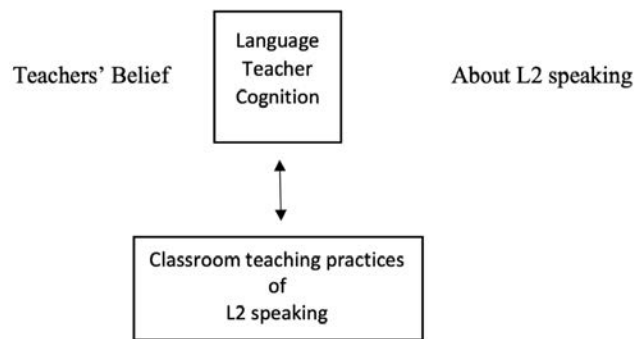 Language
Teacher
Cognition
Teachers’ Belief
About L2 speaking
Classroom teaching practices
of
L2 speaking